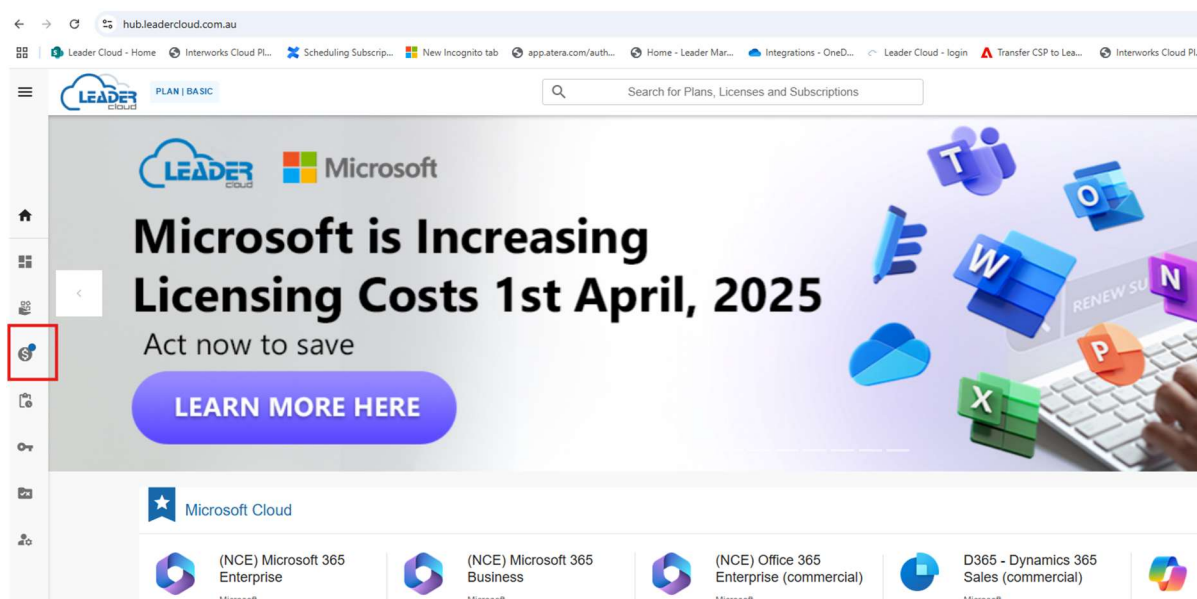 hub.leadercloud.com.au
Leader Cloud - Home Interworks Cloud Pl... Scheduling Subscrip... New Incognito tab app.atera.com/auth... Home - Leader Mar... Integrations - OneD... Leader Cloud - login Transfer CSP to Lea... Interworks Cloud Pl.
LEADER
cloud
PLAN | BASIC
Search for Plans, Licenses and Subscriptions
LEADER
cloud
Microsoft
Microsoft is Increasing
Licensing Costs 1st April, 2025
Act now to save
LEARN MORE HERE
RENEW SU
Microsoft Cloud
(NCE) Microsoft 365
Enterprise
Microsoft
(NCE) Microsoft 365
Business
Microsoft
(NCE) Office 365
Enterprise (commercial)
Microsoft
D365 - Dynamics 365
Sales (commercial)
Microsoft